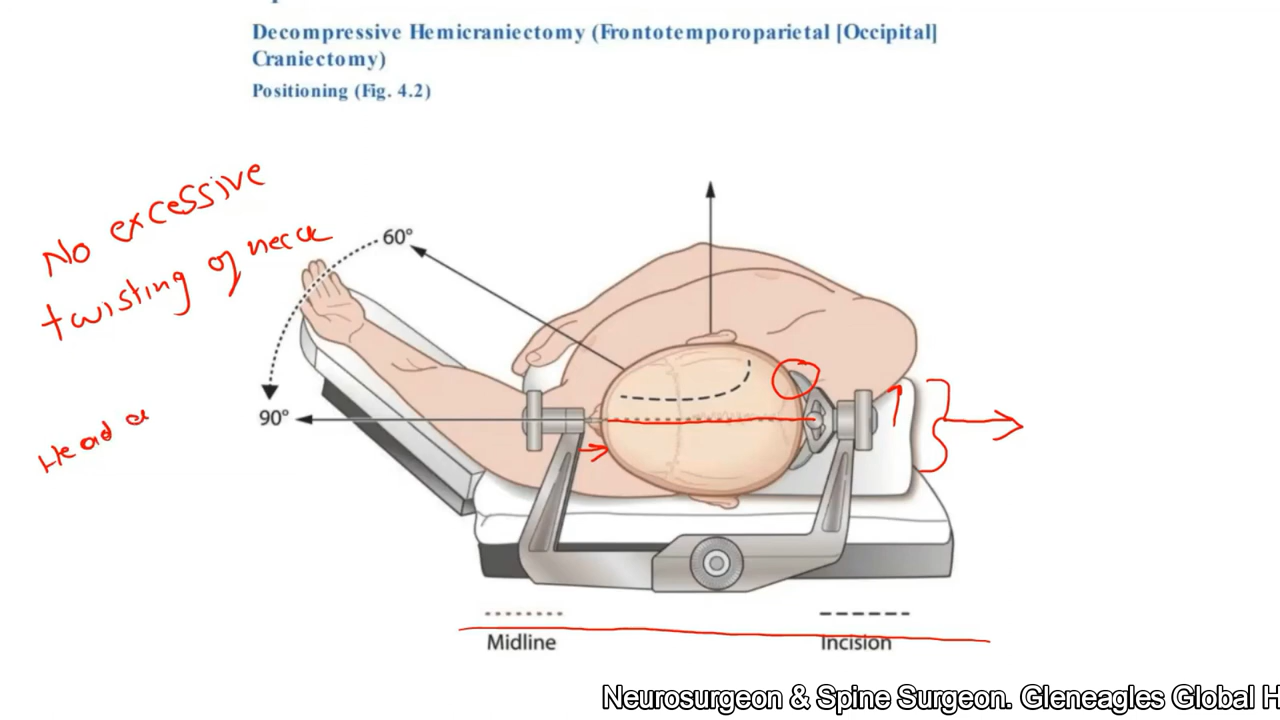 Decompressive Hemicraniectomy (Frontotemporoparietal [Occipital]
Craniectomy)
Positioning (Fig. 4.2)
No excessive
twisting of neck
60°
90°
Head
Midline
Incision
Neurosurgeon & Spine Surgeon. Gleneagles Global H